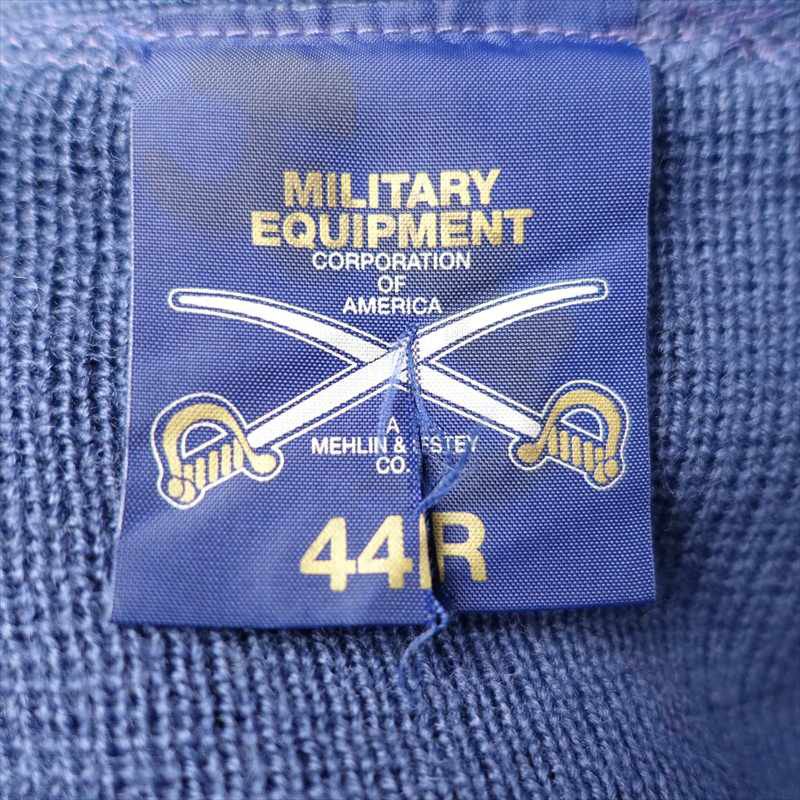 MILITARY
EQUIPMENT
CORPORATION
OF
AMERICA
A
MEHLIN & ESTEY
CO.
44R